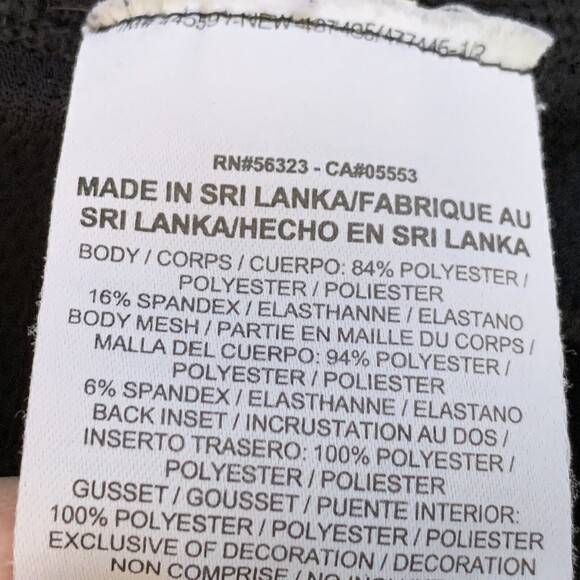 RN#56323 - CA#05553
MADE IN SRI LANKA/FABRIQUE AU
SRI LANKA/HECHO EN SRI LANKA
BODY / CORPS / CUERPO: 84% POLYESTER /
POLYESTER / POLIESTER
16% SPANDEX / ELASTHANNE / ELASTANO
BODY MESH / PARTIE EN MAILLE DU CORPS /
MALLA DEL CUERPO: 94% POLYESTER /
POLYESTER / POLIESTER
6% SPANDEX / ELASTHANNE / ELASTANO
BACK INSET / INCRUSTATION AU DOS /
INSERTO TRASERO: 100% POLYESTER /
POLYESTER / POLIESTER
GUSSET / GOUSSET / PUENTE INTERIOR:
100% POLYESTER / POLYESTER / POLIESTER
EXCLUSIVE OF DECORATION / DECORATION
NON COMPRISE / NO